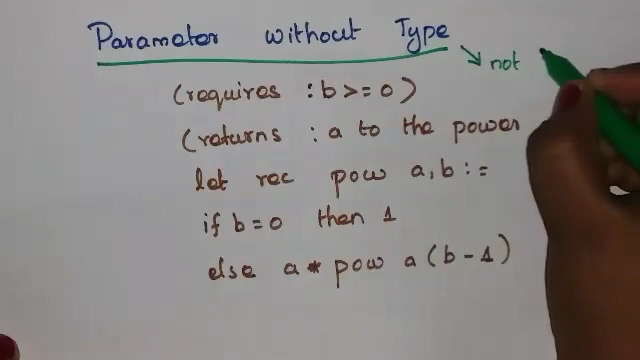 Parameter without Type
not
(requires : b >= 0)
(returns : a to the power
let rec pow a, b :=
if b = 0 then 1
else a * pow a (b - 1)